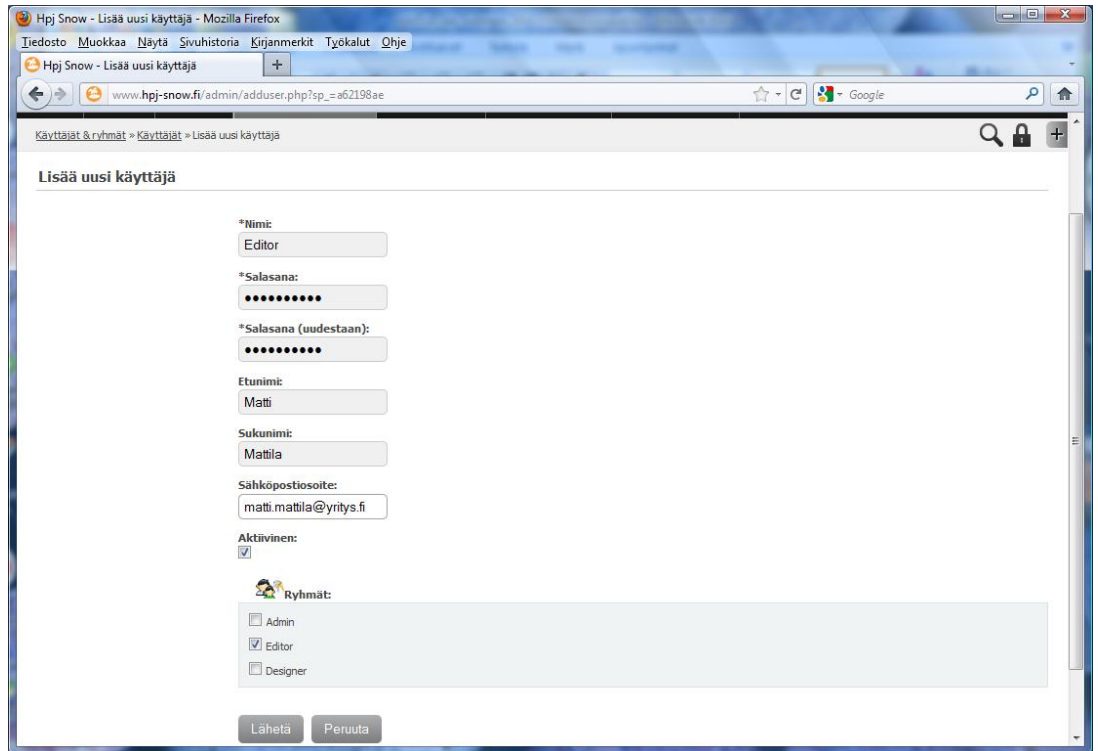 Hpj Snow - Lisää uusi käyttäjä - Mozilla Firefox
Tiedosto Muokkaa Näytä Sivuhistoria Kirjanmerkit Työkalut Ohje
Hpj Snow - Lisää uusi käyttäjä
www.hpj-snow.fi/admin/adduser.php?sp_=a62198ae
Google
Käyttäjät & ryhmät » Käyttäjät » Lisää uusi käyttäjä
Lisää uusi käyttäjä
*Nimi:
Editor
*Salasana:
••••••••••
*Salasana (uudestaan):
••••••••••
Etunimi:
Matti
Sukunimi:
Mattila
Sähköpostiosoite:
matti.mattila@yritys.fi
Aktiivinen:
Ryhmät:
Admin
Editor
Designer
Lähetä Peruuta